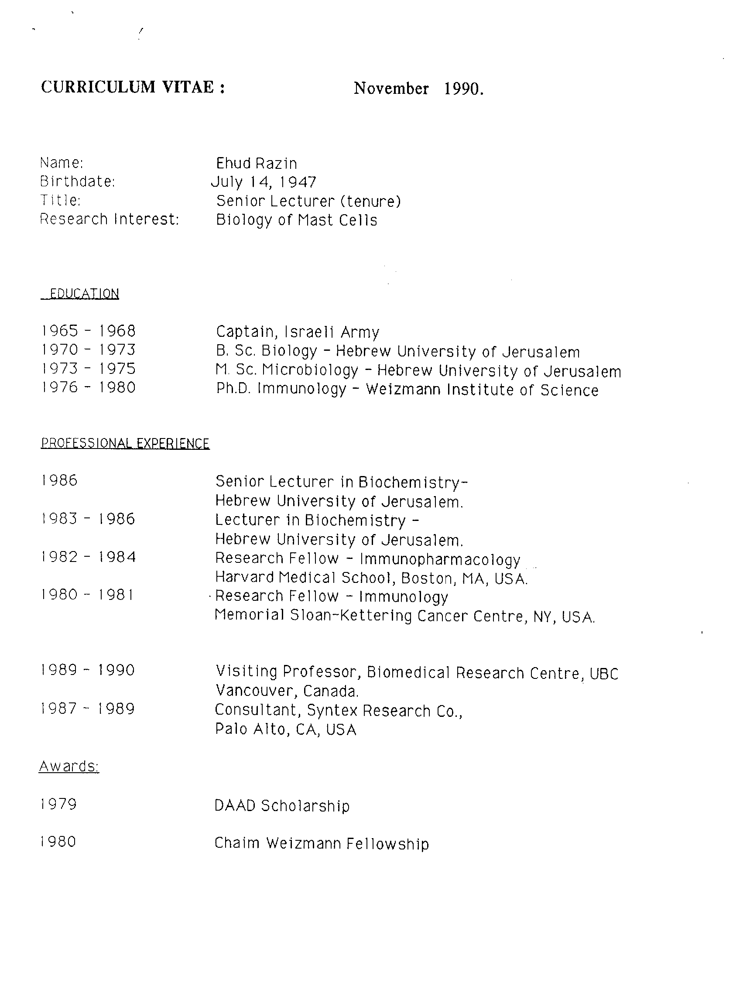 CURRICULUM VITAE : November 1990.
Name: Ehud Razin
Birthdate: July 14, 1947
Title: Senior Lecturer (tenure)
Research Interest: Biology of Mast Cells
EDUCATION
1965 - 1968 Captain, Israeli Army
1970 - 1973 B. Sc. Biology - Hebrew University of Jerusalem
1973 - 1975 M. Sc. Microbiology - Hebrew University of Jerusalem
1976 - 1980 Ph.D. Immunology - Weizmann Institute of Science
PROFESSIONAL EXPERIENCE
1986 Senior Lecturer in Biochemistry-
Hebrew University of Jerusalem.
1983 - 1986 Lecturer in Biochemistry -
Hebrew University of Jerusalem.
1982 - 1984 Research Fellow - Immunopharmacology
Harvard Medical School, Boston, MA, USA.
1980 - 1981 Research Fellow - Immunology
Memorial Sloan-Kettering Cancer Centre, NY, USA.
1989 - 1990 Visiting Professor, Biomedical Research Centre, UBC
Vancouver, Canada.
1987 - 1989 Consultant, Syntex Research Co.,
Palo Alto, CA, USA
Awards:
1979 DAAD Scholarship
1980 Chaim Weizmann Fellowship